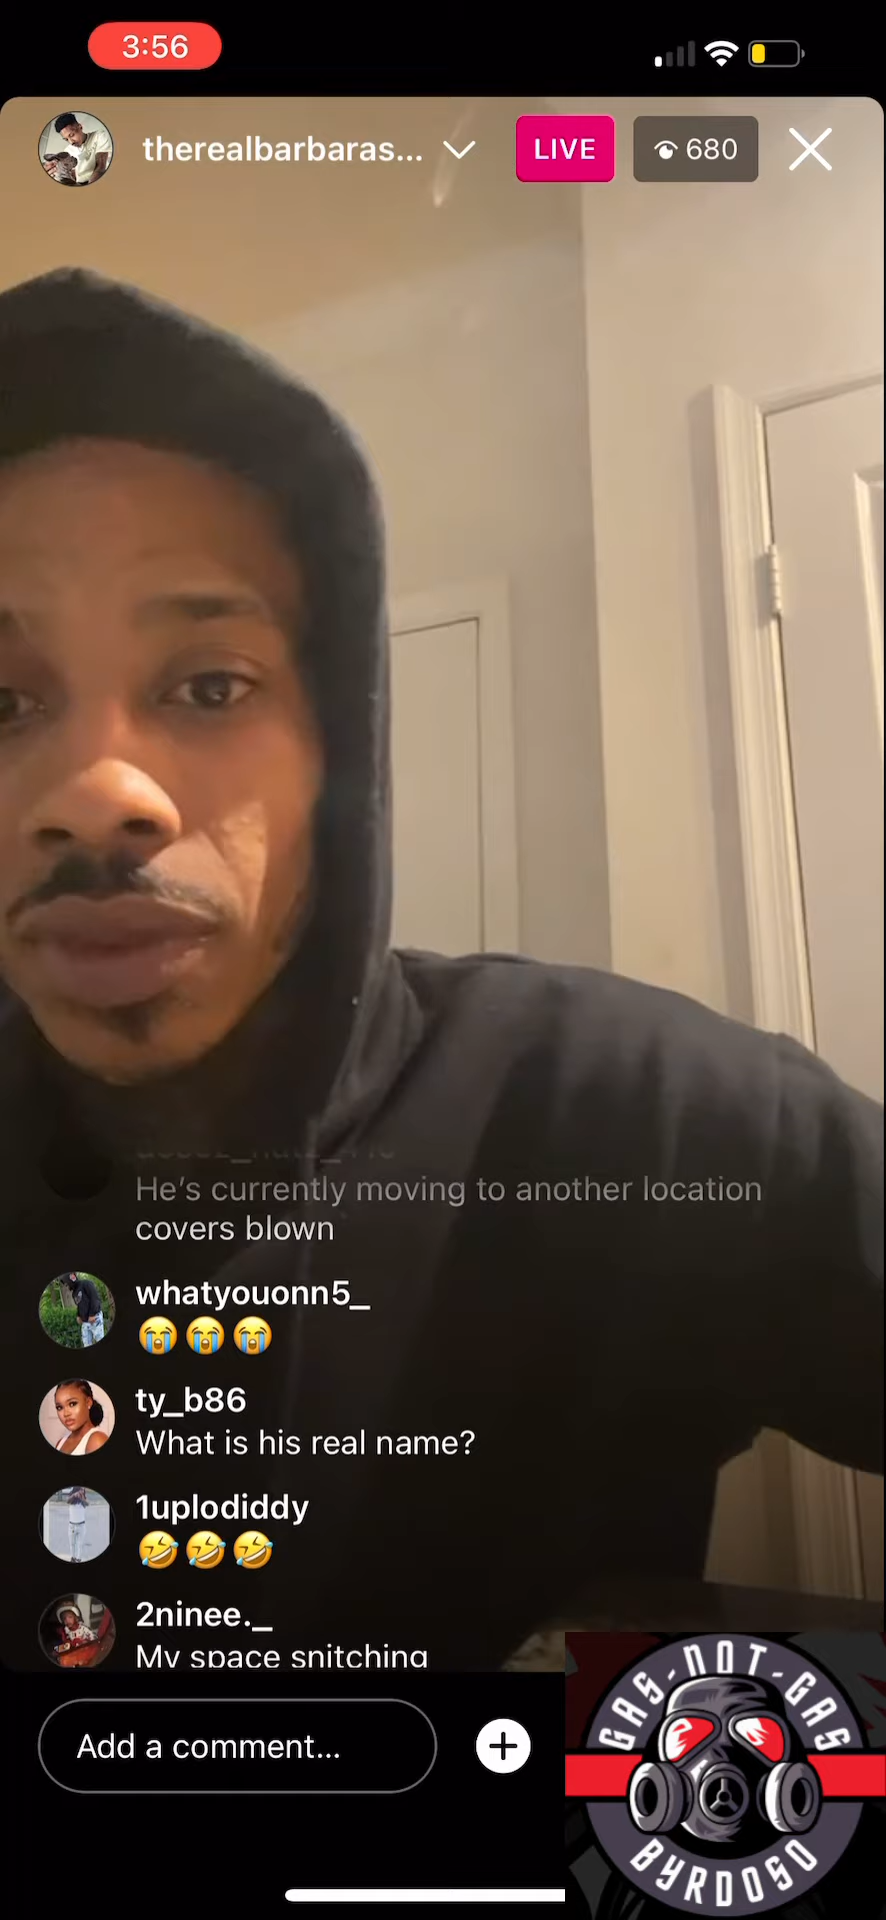 3:56
therealbarbaras...
LIVE
680
He's currently moving to another location
covers blown
whatyouonn5_
😭😭😭
ty_b86
What is his real name?
1uplodiddy
🤣🤣🤣
2ninee._
My space snitching
Add a comment...
GAS-NOT-GAS
BYRDOSO